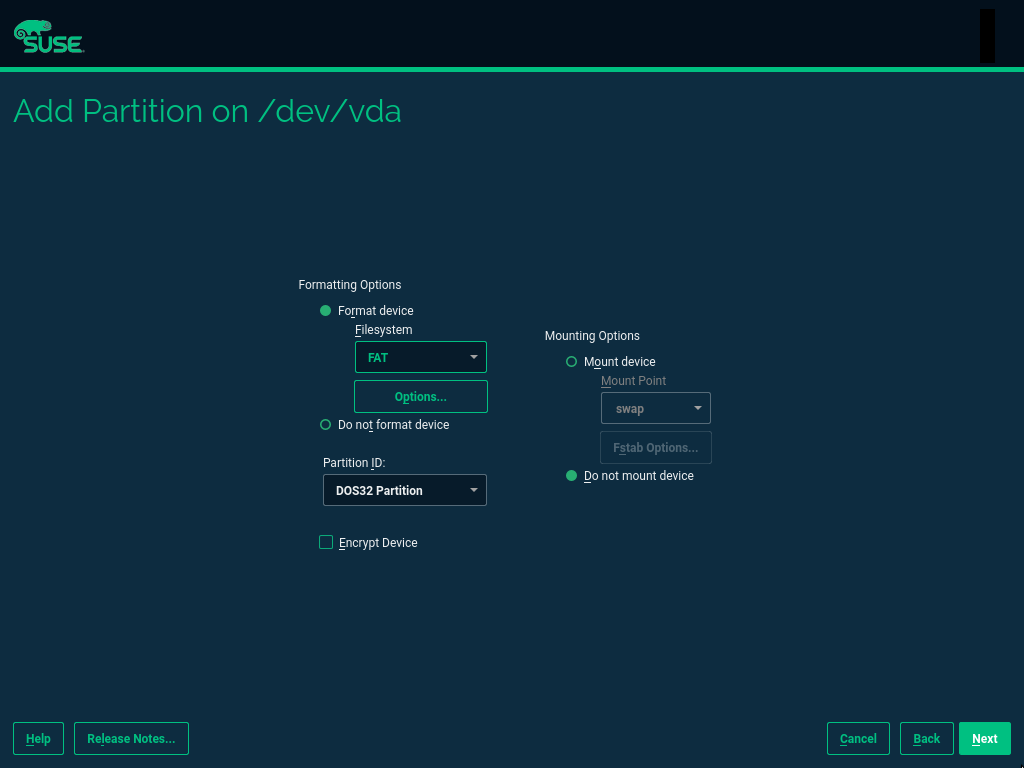 SUSE
Add Partition on /dev/vda
Formatting Options
Format device
Filesystem
FAT
Options...
Do not format device
Partition ID:
DOS32 Partition
Encrypt Device
Mounting Options
Mount device
Mount Point
swap
Fstab Options...
Do not mount device
Help
Release Notes...
Cancel
Back
Next